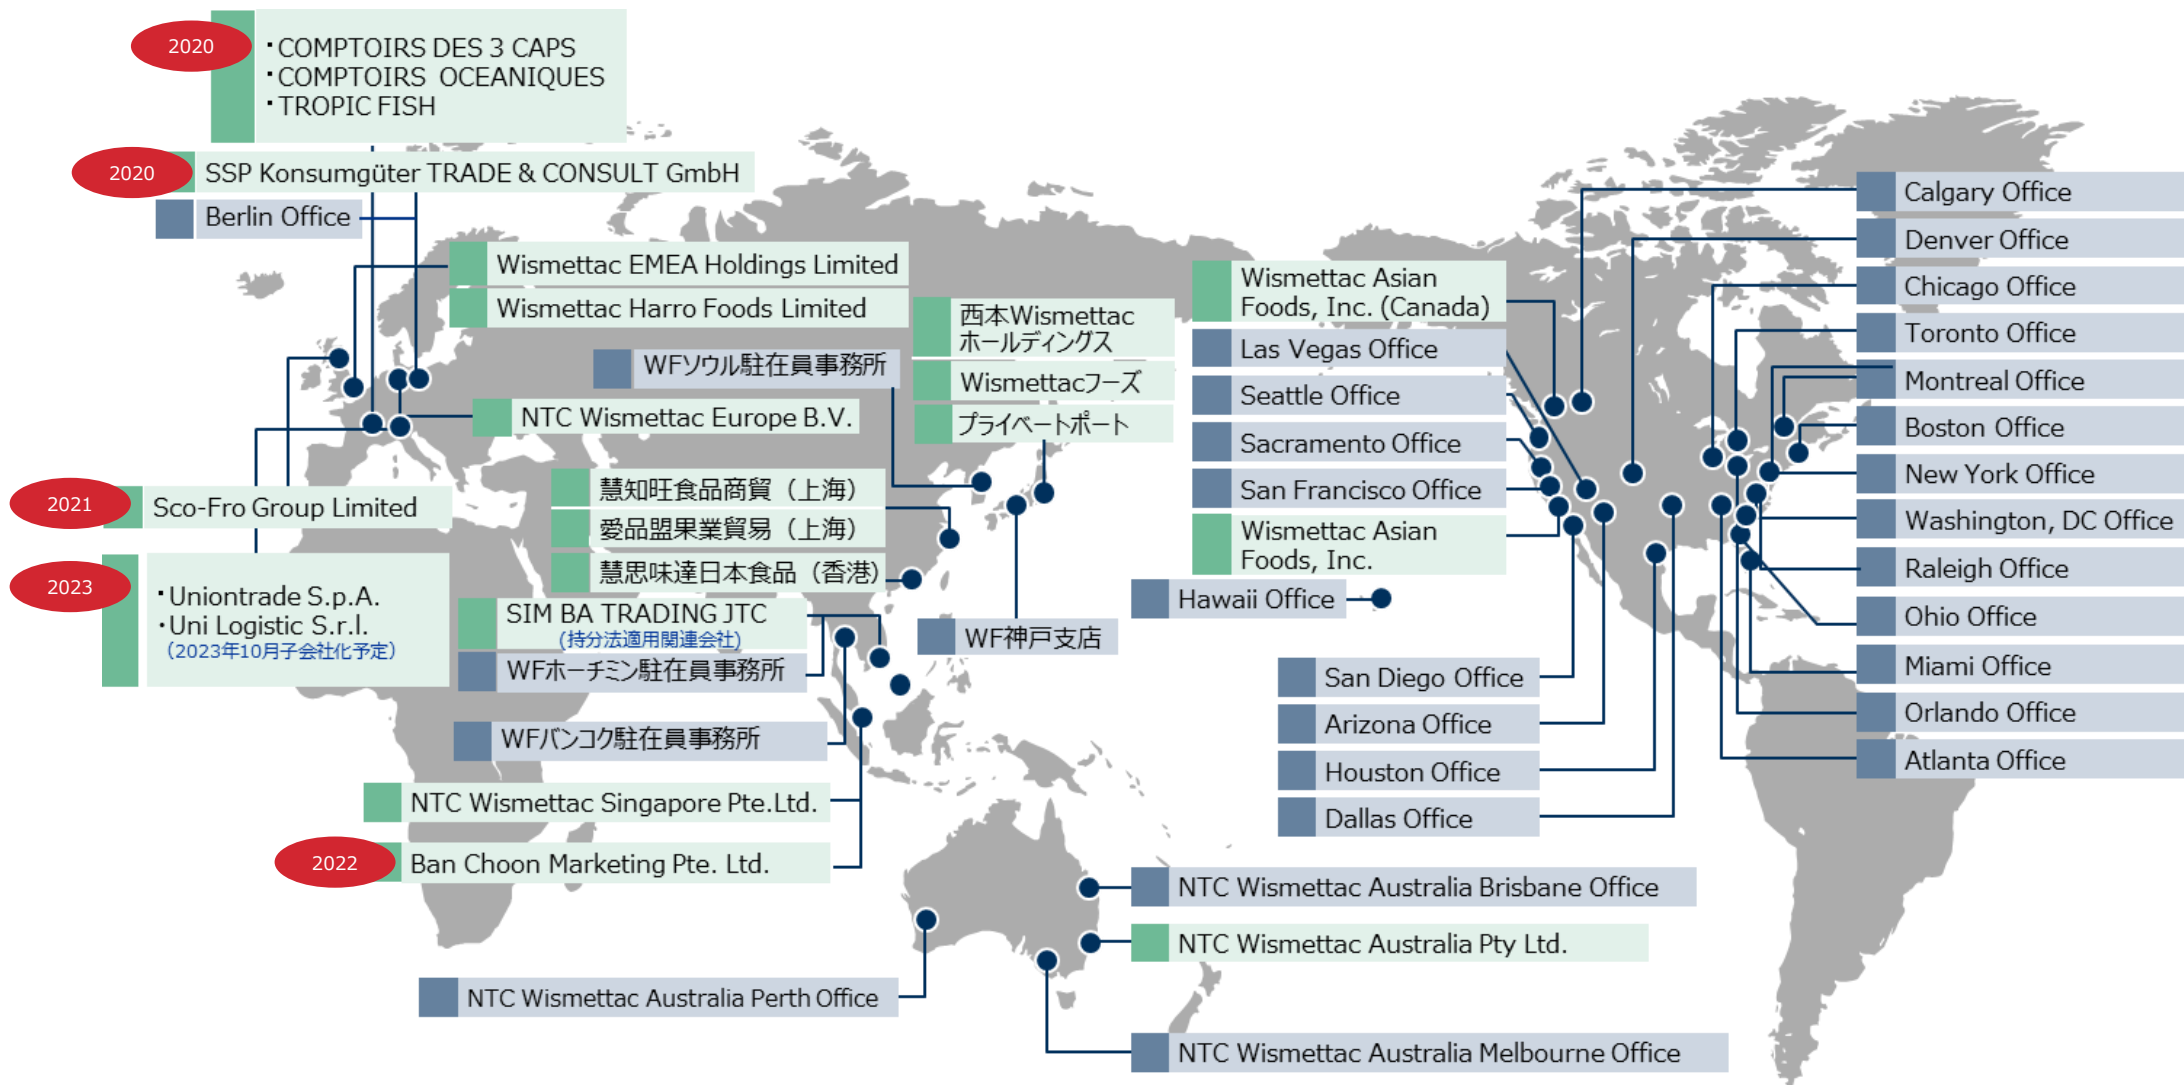 2020
・COMPTOIRS DES 3 CAPS
・COMPTOIRS OCEANIQUES
・TROPIC FISH
2020
SSP Konsumgüter TRADE & CONSULT GmbH
Berlin Office
Wismettac EMEA Holdings Limited
Wismettac Harro Foods Limited
WFソウル駐在員事務所
NTC Wismettac Europe B.V.
西本Wismettac
ホールディングス
Wismettacフーズ
プライベートポート
慧知旺食品商貿（上海）
愛品盟果業貿易（上海）
慧思味達日本食品（香港）
2021
Sco-Fro Group Limited
2023
・Uniontrade S.p.A.
・Uni Logistic S.r.l.
（2023年10月子会社化予定）
SIM BA TRADING JTC
(持分法適用関連会社)
WFホーチミン駐在員事務所
WF神戸支店
WFバンコク駐在員事務所
NTC Wismettac Singapore Pte.Ltd.
2022
Ban Choon Marketing Pte. Ltd.
NTC Wismettac Australia Perth Office
NTC Wismettac Australia Brisbane Office
NTC Wismettac Australia Pty Ltd.
NTC Wismettac Australia Melbourne Office
Wismettac Asian
Foods, Inc. (Canada)
Las Vegas Office
Seattle Office
Sacramento Office
San Francisco Office
Wismettac Asian
Foods, Inc.
Hawaii Office
San Diego Office
Arizona Office
Houston Office
Dallas Office
Calgary Office
Denver Office
Chicago Office
Toronto Office
Montreal Office
Boston Office
New York Office
Washington, DC Office
Raleigh Office
Ohio Office
Miami Office
Orlando Office
Atlanta Office